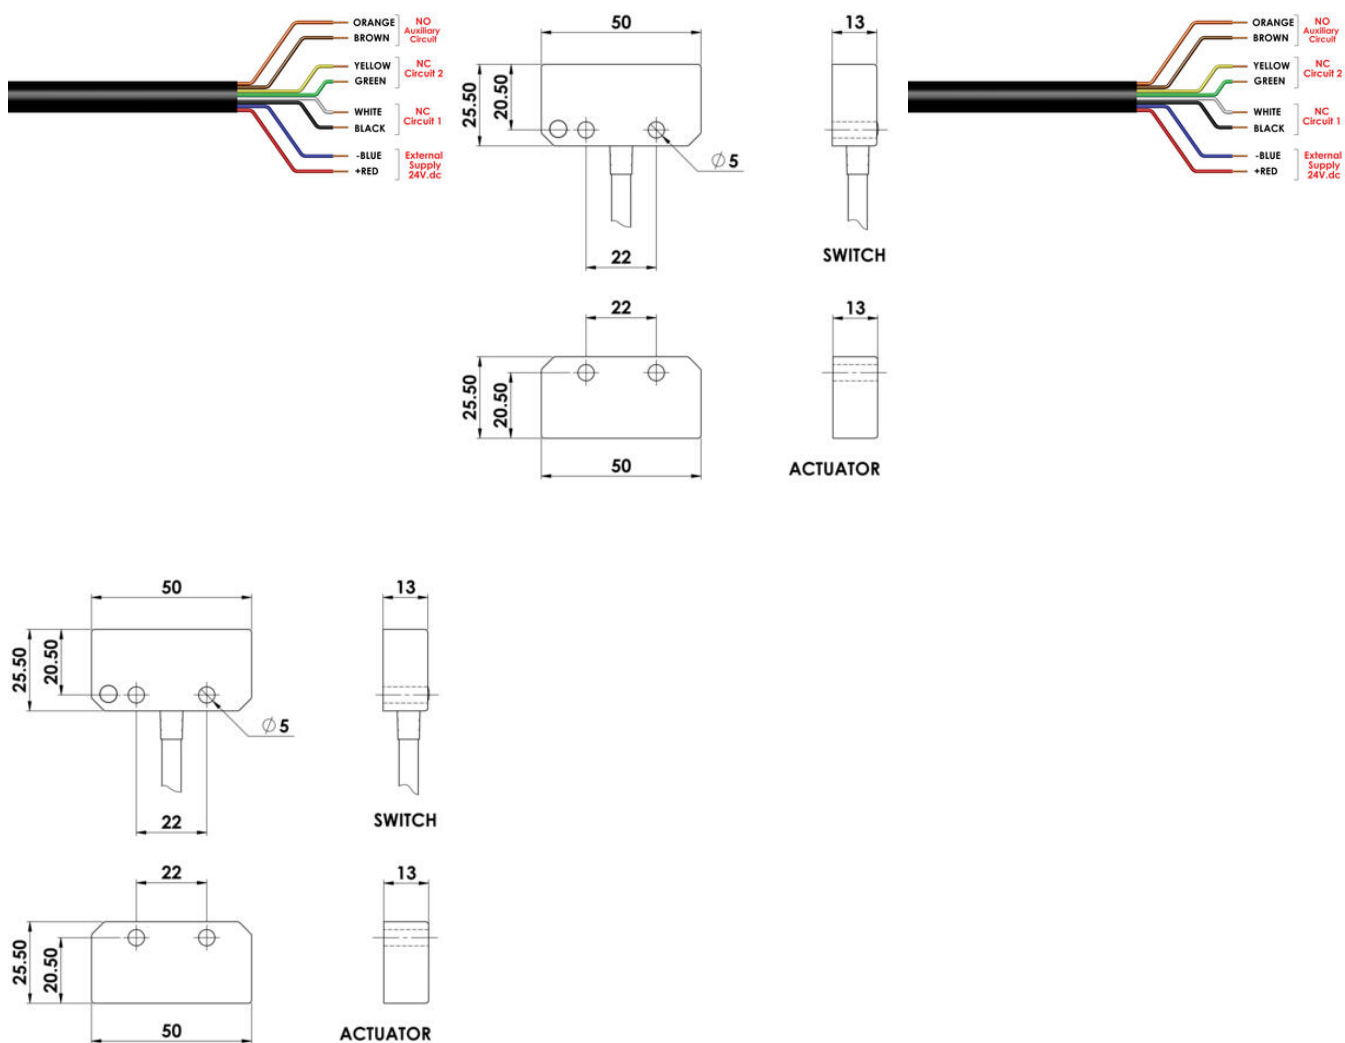 ORANGE
BROWN
NO
Auxiliary
Circuit
YELLOW
GREEN
NC
Circuit 2
WHITE
BLACK
NC
Circuit 1
-BLUE
+RED
External
Supply
24V.dc
50
13
25.50
20.50
Ø 5
22
SWITCH
22
13
25.50
20.50
50
ACTUATOR
ORANGE
BROWN
NO
Auxiliary
Circuit
YELLOW
GREEN
NC
Circuit 2
WHITE
BLACK
NC
Circuit 1
-BLUE
+RED
External
Supply
24V.dc
50
13
25.50
20.50
Ø 5
22
SWITCH
22
13
25.50
20.50
50
ACTUATOR